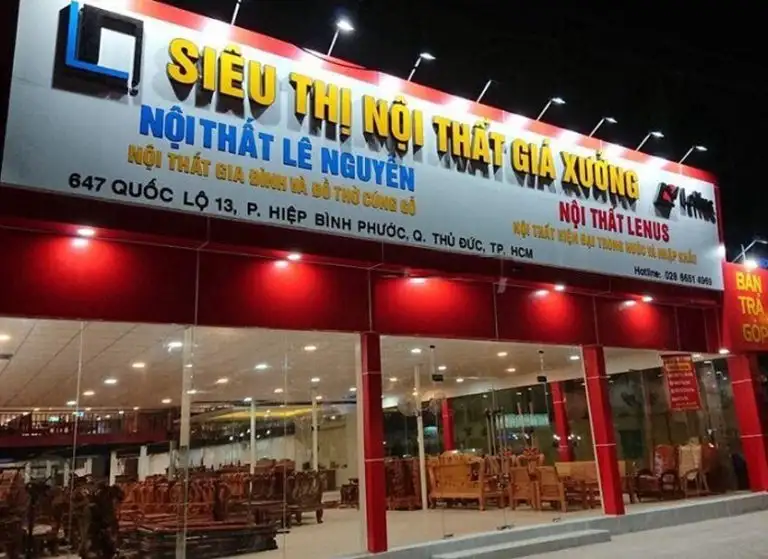 SIÊU THỊ NỘI THẤT GIÁ XƯỞNG
NỘI THẤT LÊ NGUYỄN
NỘI THẤT GIA ĐÌNH VÀ ĐỒ THỜ CÚNG GỖ
647 QUỐC LỘ 13, P. HIỆP BÌNH PHƯỚC, Q. THỦ ĐỨC, TP. HCM
NỘI THẤT LENUS
NỘI THẤT HIỆN ĐẠI TRONG NƯỚC VÀ NHẬP KHẨU
Hotline: 028 6651 4965
BÁN
TRẢ
GÓP